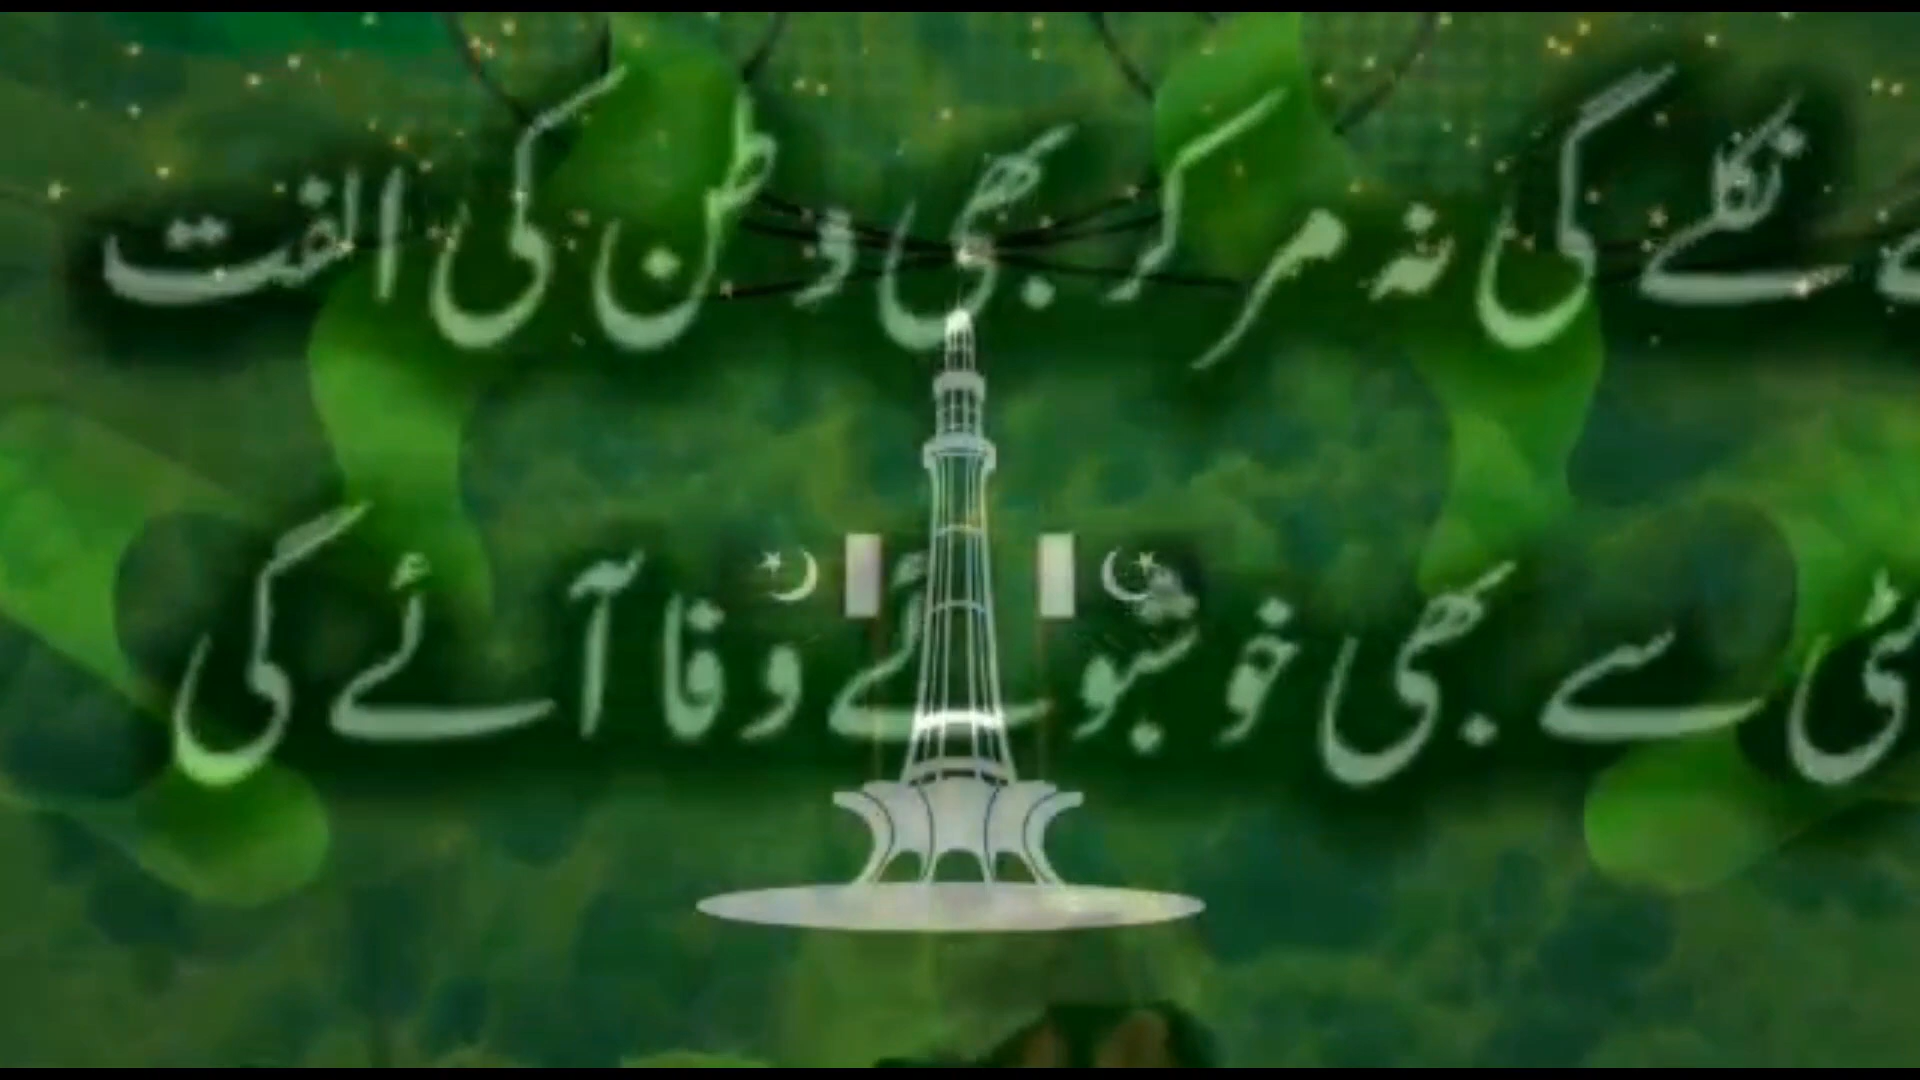 نکلے گی نہ مر کر بھی وطن کی الفت
سے بھی خوشبوئے وفا آئے گی